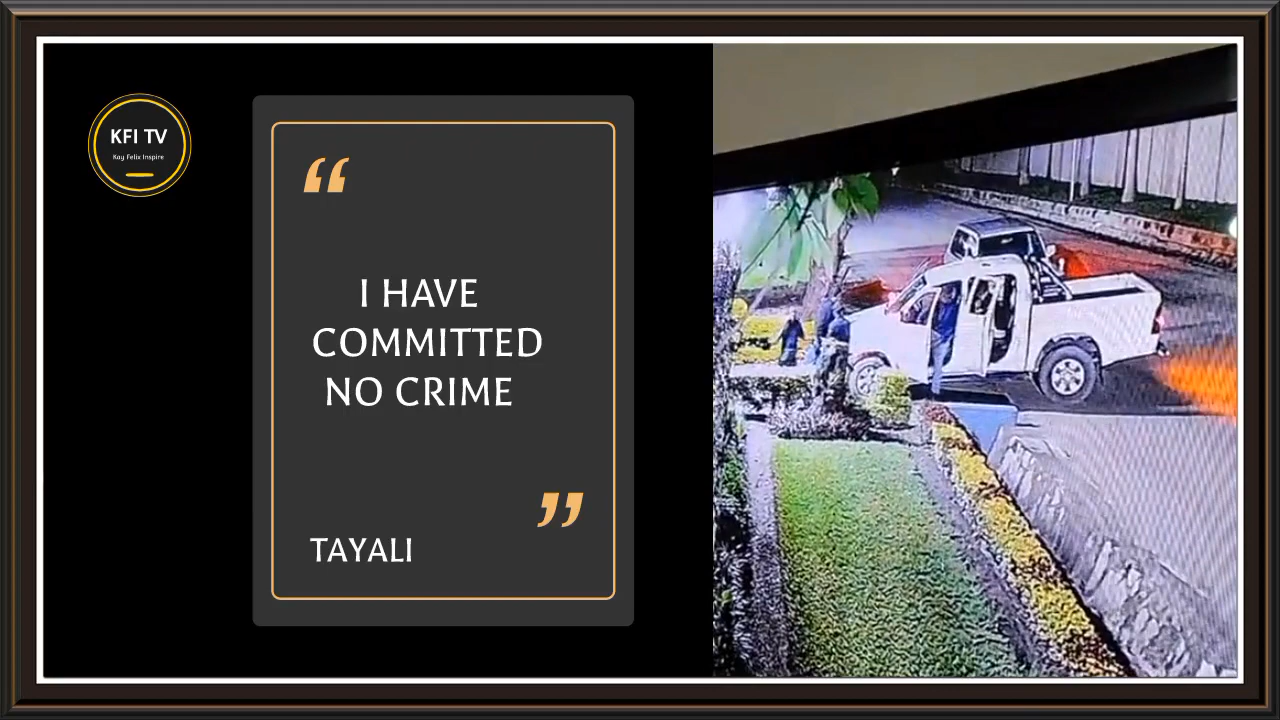 KFI TV
Kay Felix Inspire
“
I HAVE
COMMITTED
NO CRIME
”
TAYALI